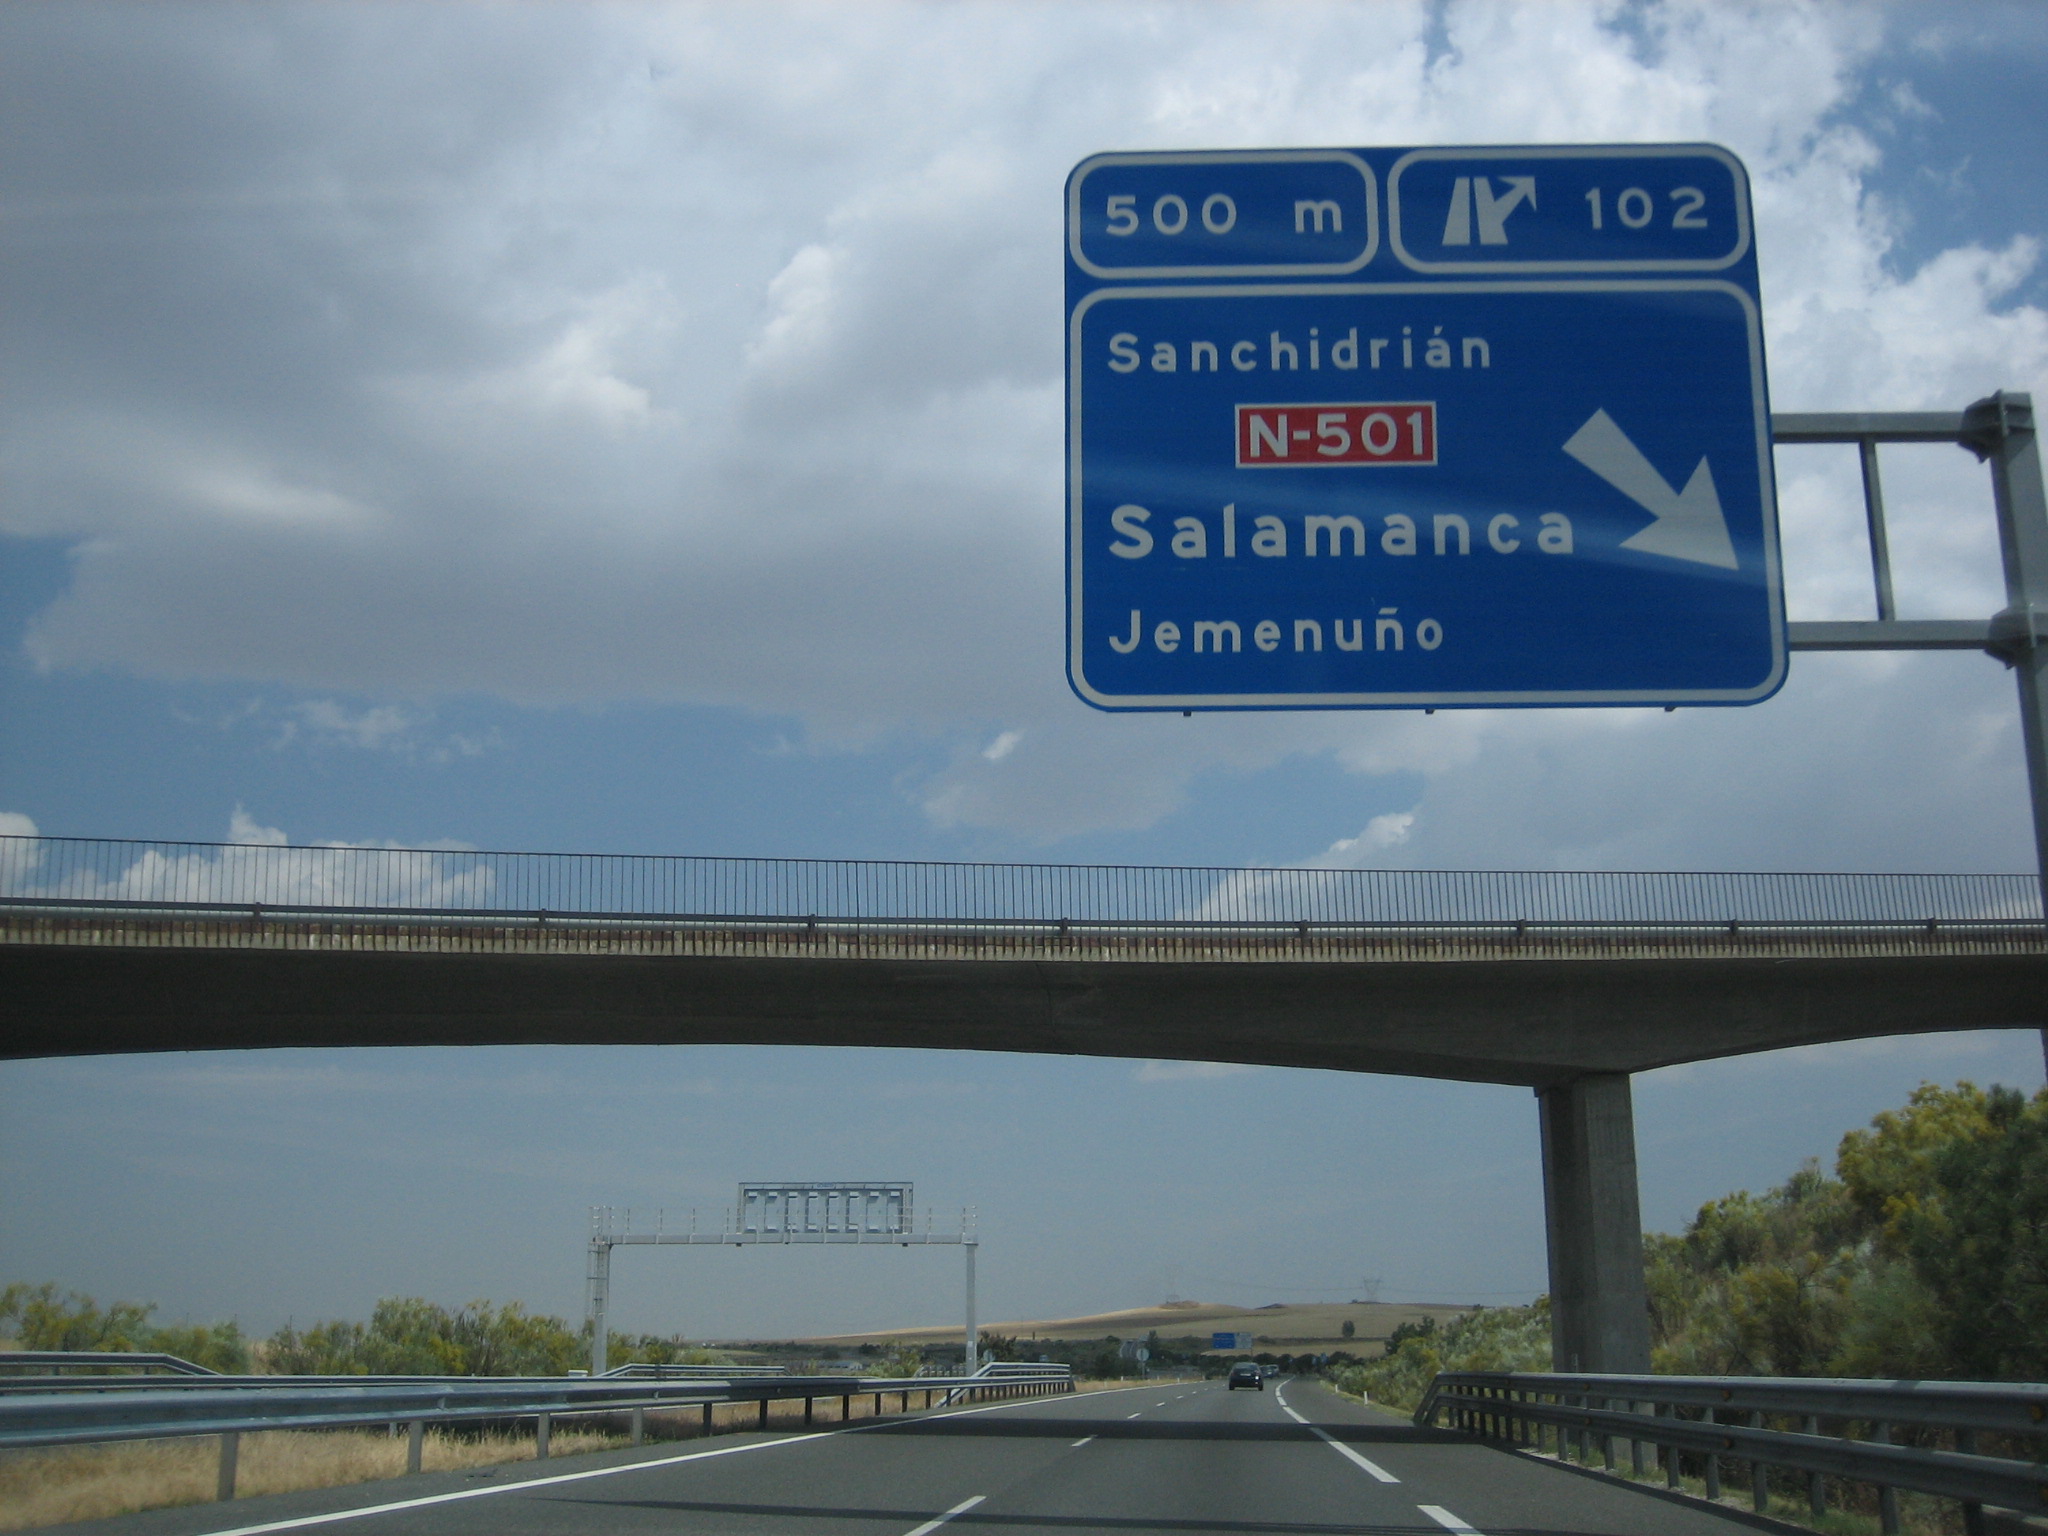 500 m 102
Sanchidrián
N-501
Salamanca
Jemenuño